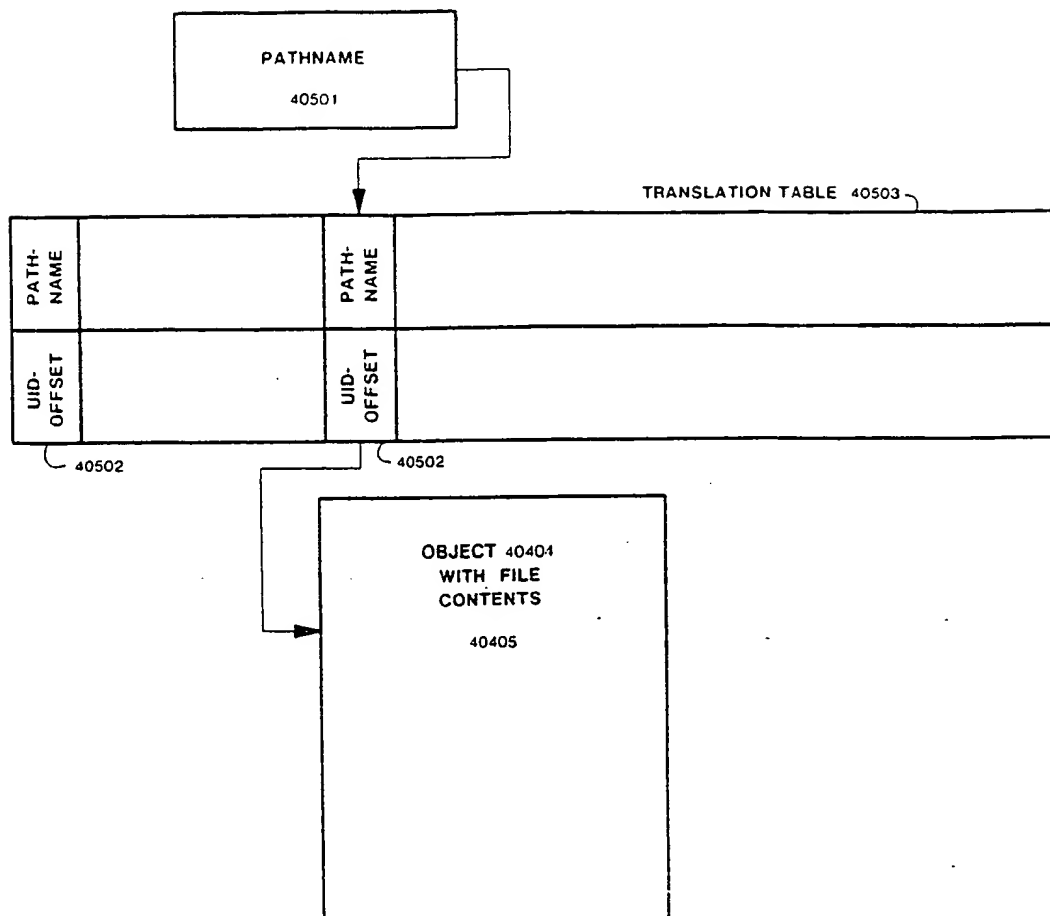 PATHNAME
40501
TRANSLATION TABLE 40503
PATH-
NAME
PATH-
NAME
UID-
OFFSET
UID-
OFFSET
40502
40502
OBJECT 40404
WITH FILE
CONTENTS
40405